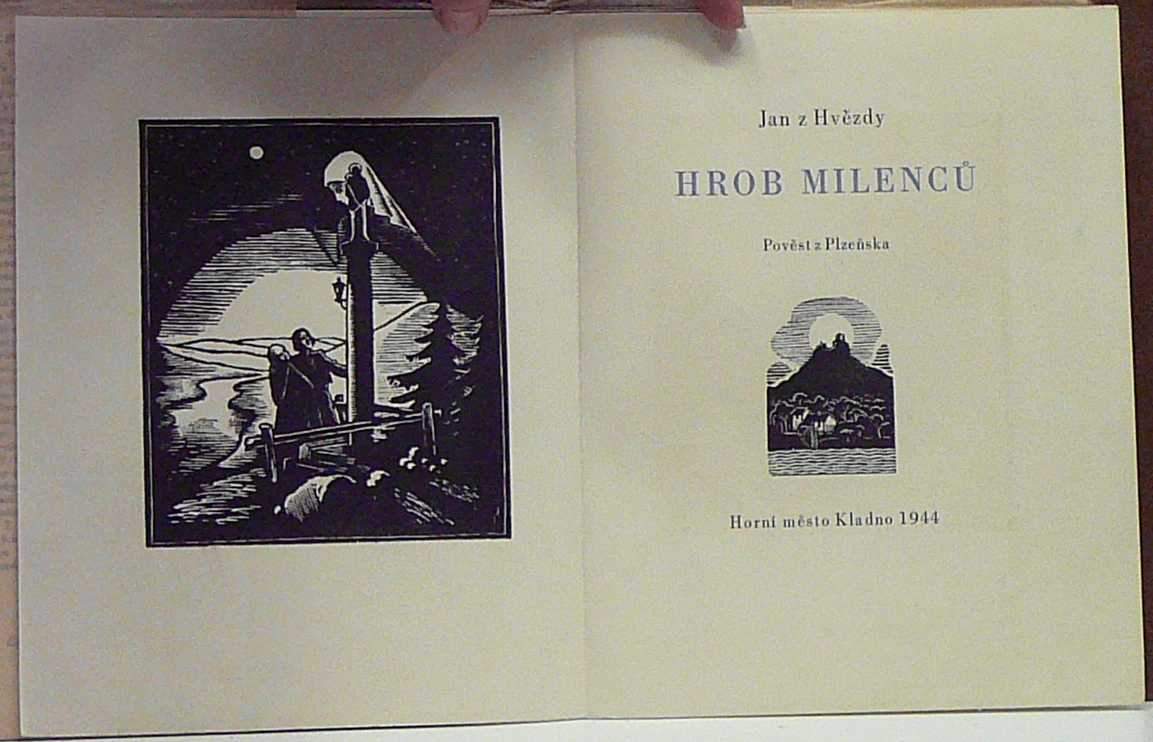 Jan z Hvězdy
HROB MILENCŮ
Pověst z Plzeňska
Horní město Kladno 1944